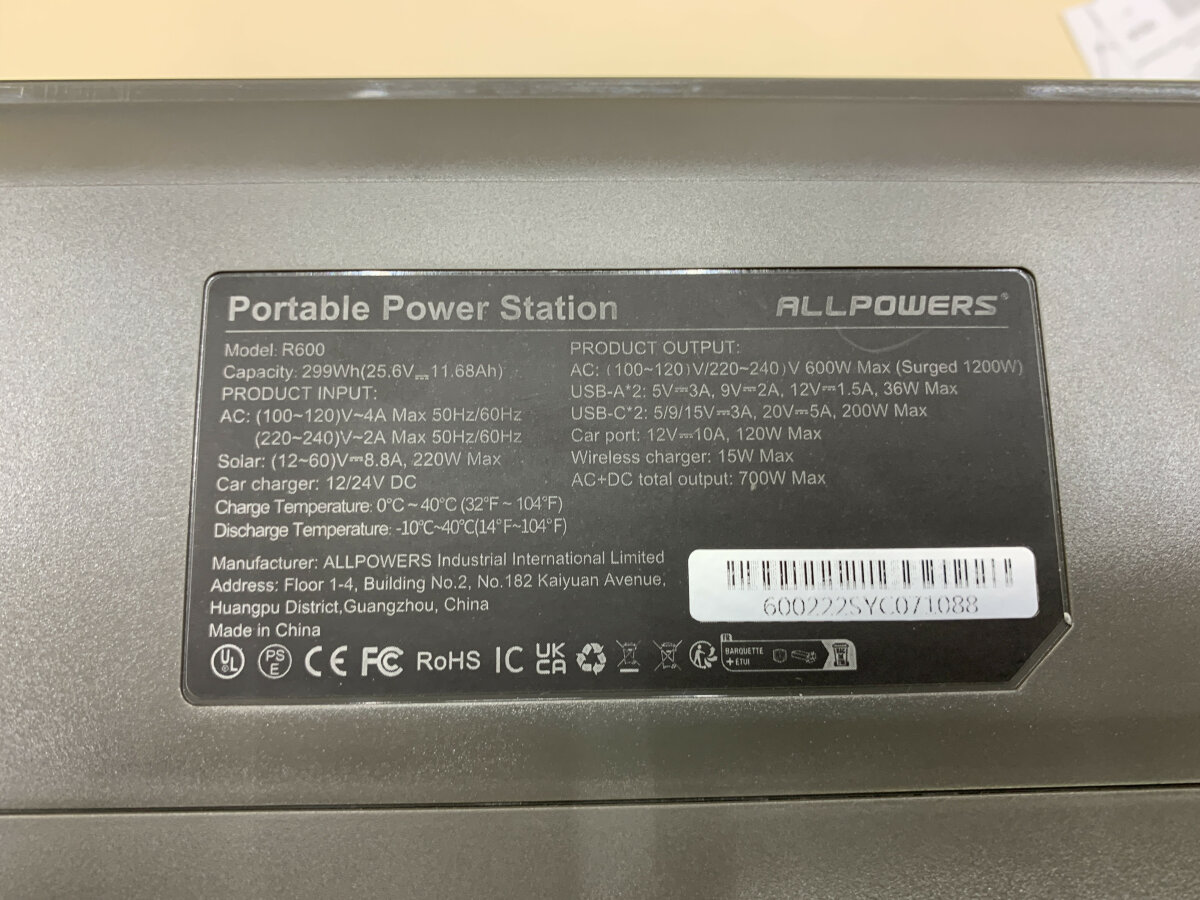 Portable Power Station
ALLPOWERS®
Model: R600
Capacity: 299Wh(25.6V⎓11.68Ah)
PRODUCT INPUT:
AC: (100~120)V~4A Max 50Hz/60Hz
(220~240)V~2A Max 50Hz/60Hz
Solar: (12~60)V⎓8.8A, 220W Max
Car charger: 12/24V DC
Charge Temperature: 0°C ~ 40°C (32°F ~ 104°F)
Discharge Temperature: -10°C~40°C(14°F~104°F)
PRODUCT OUTPUT:
AC: (100~120)V/220~240)V 600W Max (Surged 1200W)
USB-A*2: 5V⎓3A, 9V⎓2A, 12V⎓1.5A, 36W Max
USB-C*2: 5/9/15V⎓3A, 20V⎓5A, 200W Max
Car port: 12V⎓10A, 120W Max
Wireless charger: 15W Max
AC+DC total output: 700W Max
Manufacturer: ALLPOWERS Industrial International Limited
Address: Floor 1-4, Building No.2, No.182 Kaiyuan Avenue,
Huangpu District,Guangzhou, China
Made in China
600222SYC071088
UL PSE CE FC RoHS IC UKCA
FR
BARQUETTE
+ ÉTUI